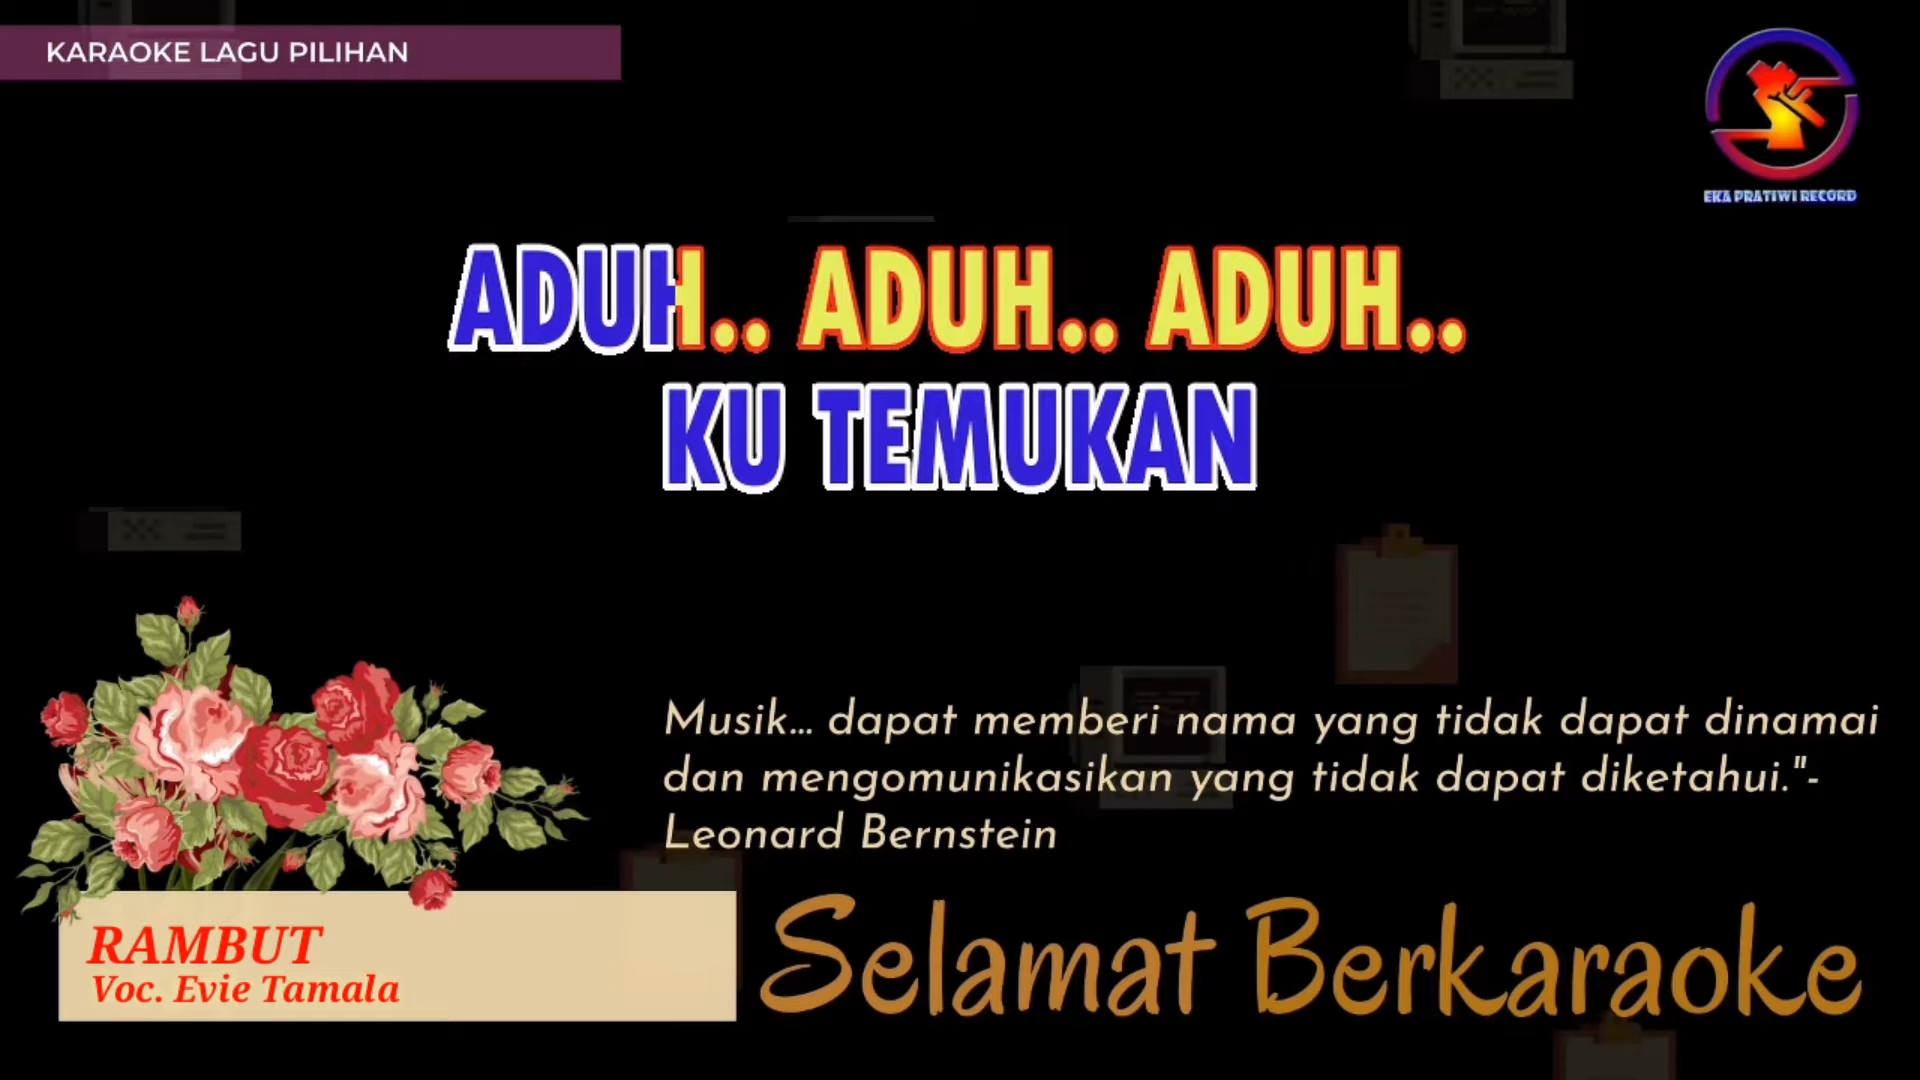 KARAOKE LAGU PILIHAN
EKA PRATIWI RECORD
ADUH.. ADUH.. ADUH..
KU TEMUKAN
Musik... dapat memberi nama yang tidak dapat dinamai
dan mengomunikasikan yang tidak dapat diketahui."-
Leonard Bernstein
RAMBUT
Voc. Evie Tamala
Selamat Berkaraoke